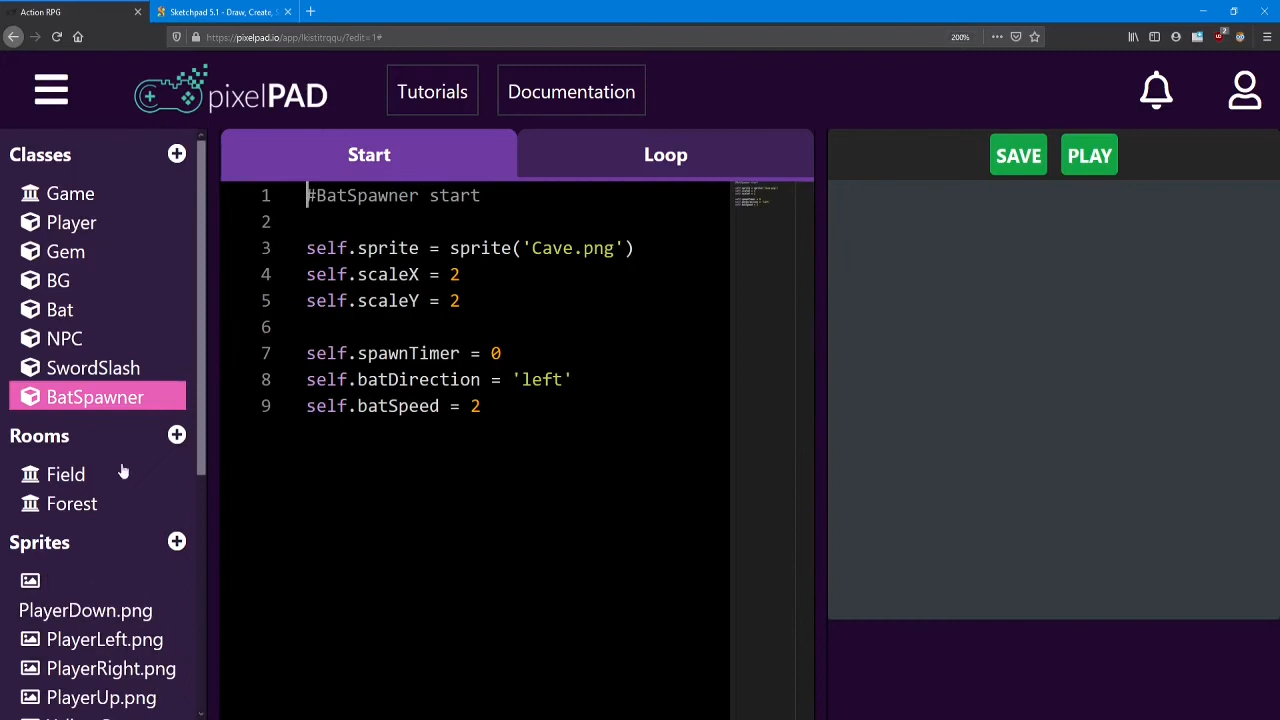 Action RPG
Sketchpad 5.1 - Draw, Create, S
https://pixelpad.io/app/lkistitrqqu/?edit=1#
200%
2
pixelPAD
Tutorials
Documentation
Classes
Game
Player
Gem
BG
Bat
NPC
SwordSlash
BatSpawner
Rooms
Field
Forest
Sprites
PlayerDown.png
PlayerLeft.png
PlayerRight.png
PlayerUp.png
Start
Loop
1 #BatSpawner start
2
3 self.sprite = sprite('Cave.png')
4 self.scaleX = 2
5 self.scaleY = 2
6
7 self.spawnTimer = 0
8 self.batDirection = 'left'
9 self.batSpeed = 2
SAVE
PLAY